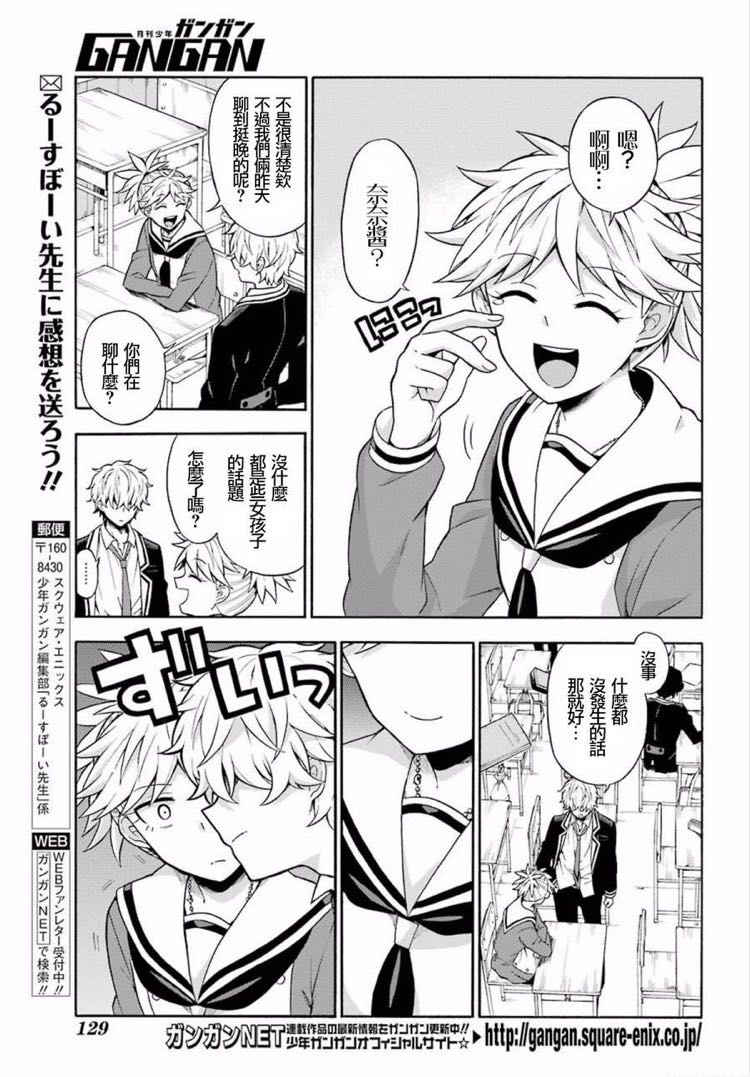 月刊少年
ガンガン
GANGAN
嗯？
啊啊…
奈奈醬？
ニコニコッ
不是很清楚欸
不過我們倆昨天
聊到挺晚的呢？
你們在
聊什麼？
沒什麼
都是些女孩子
的話題
怎麼了嗎？
……
沒事
什麼都
沒發生的話
那就好…
ずいっ
るーすぼーい先生に感想を送ろう!!
郵便
〒160-8430 スクウェア・エニックス
少年ガンガン編集部「るーすぼーい先生」係
WEB
WEBファンレター受付中!!
ガンガンNETで検索!!
129
ガンガンNET
連載作品の最新情報をガンガン更新中!!
少年ガンガンオフィシャルサイト☆
▶http://gangan.square-enix.co.jp/